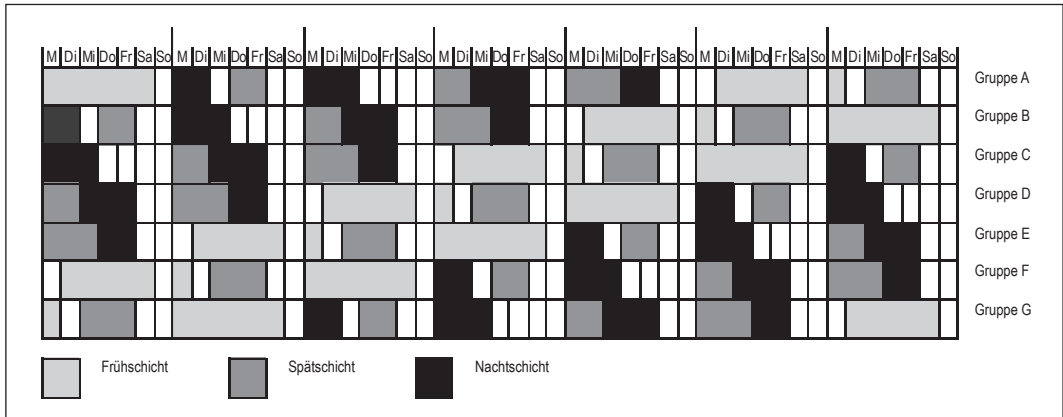 M Di Mi Do Fr Sa So M Di Mi Do Fr Sa So M Di Mi Do Fr Sa So M Di Mi Do Fr Sa So M Di Mi Do Fr Sa So M Di Mi Do Fr Sa So M Di Mi Do Fr Sa So
Gruppe A
Gruppe B
Gruppe C
Gruppe D
Gruppe E
Gruppe F
Gruppe G
Frühschicht Spätschicht Nachtschicht